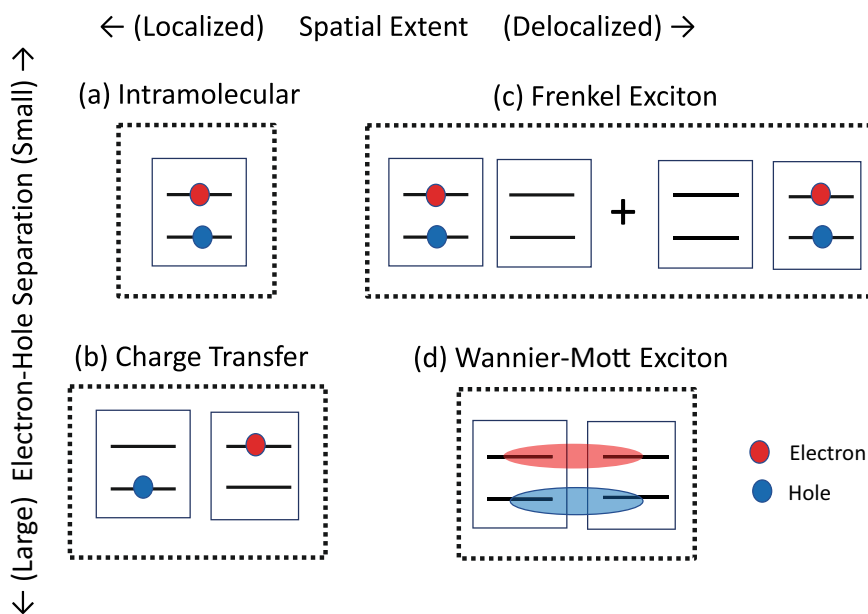 ← (Localized) Spatial Extent (Delocalized) →
← (Large) Electron-Hole Separation (Small) →
(a) Intramolecular
(c) Frenkel Exciton
+
(b) Charge Transfer
(d) Wannier-Mott Exciton
Electron
Hole